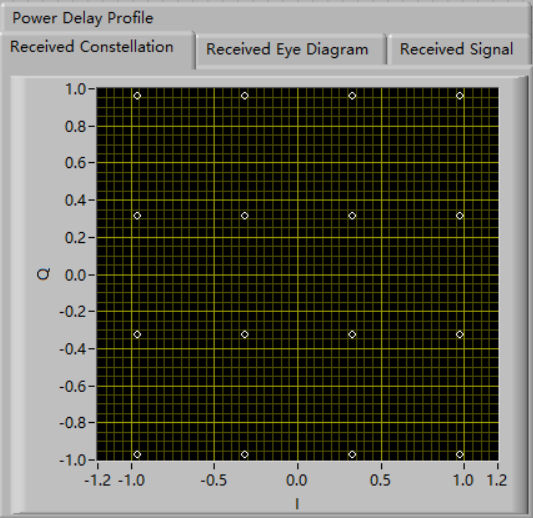 Power Delay Profile
Received Constellation Received Eye Diagram Received Signal
1.0
0.8
0.6
0.4
0.2
0.0
-0.2
-0.4
-0.6
-0.8
-1.0
Q
-1.2 -1.0 -0.5 0.0 0.5 1.0 1.2
I